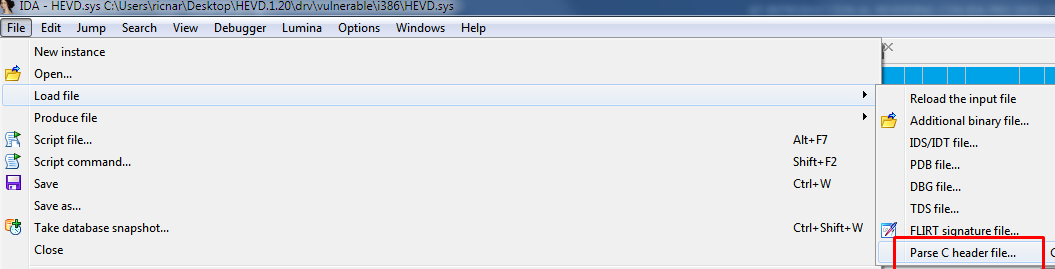 IDA - HEVD.sys C:\Users\ricnar\Desktop\HEVD.1.20\drv\vulnerable\i386\HEVD.sys
File Edit Jump Search View Debugger Lumina Options Windows Help
New instance
Open...
Load file
Produce file
Script file... Alt+F7
Script command... Shift+F2
Save Ctrl+W
Save as...
Take database snapshot... Ctrl+Shift+W
Close
Reload the input file
Additional binary file...
IDS/IDT file...
PDB file...
DBG file...
TDS file...
FLIRT signature file...
Parse C header file...